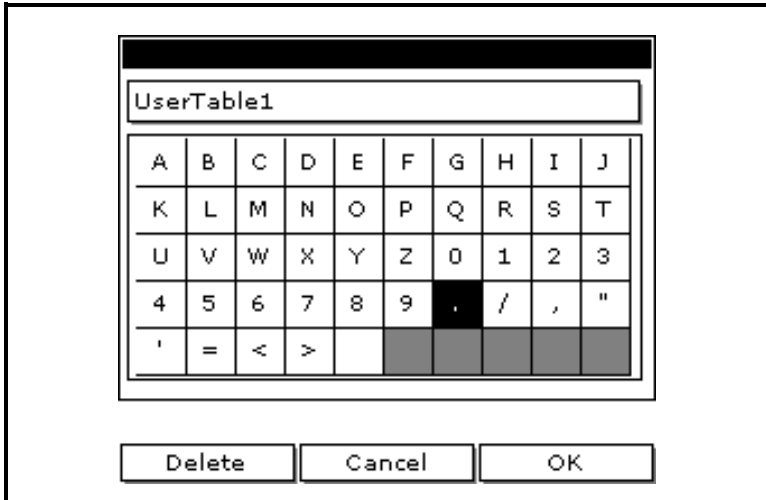 UserTable1
A B C D E F G H I J
K L M N O P Q R S T
U V W X Y Z 0 1 2 3
4 5 6 7 8 9 . / , "
' = < >
Delete Cancel OK